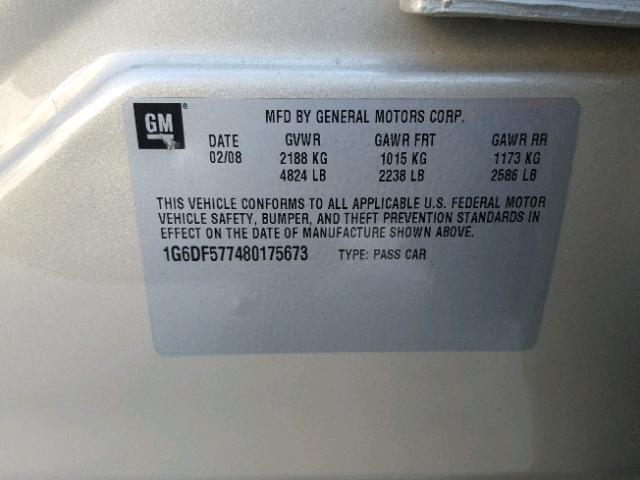 GM ® MFD BY GENERAL MOTORS CORP.
DATE GVWR GAWR FRT GAWR RR
02/08 2188 KG 1015 KG 1173 KG
4824 LB 2238 LB 2586 LB
THIS VEHICLE CONFORMS TO ALL APPLICABLE U.S. FEDERAL MOTOR
VEHICLE SAFETY, BUMPER, AND THEFT PREVENTION STANDARDS IN
EFFECT ON THE DATE OF MANUFACTURE SHOWN ABOVE.
1G6DF577480175673 TYPE: PASS CAR